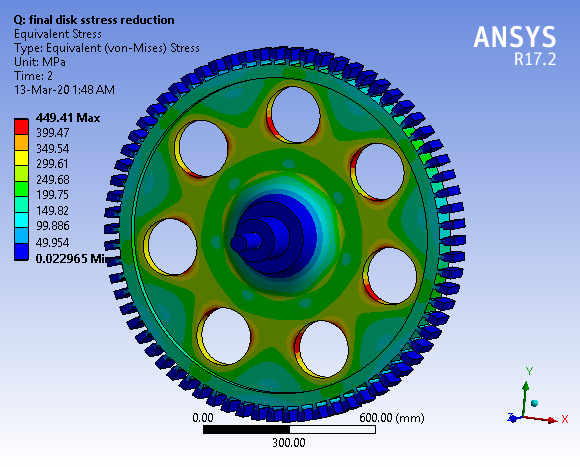 Q: final disk sstress reduction
Equivalent Stress
Type: Equivalent (von-Mises) Stress
Unit: MPa
Time: 2
13-Mar-20 1:48 AM
ANSYS
R17.2
449.41 Max
399.47
349.54
299.61
249.68
199.75
149.82
99.886
49.954
0.022965 Min
0.00
600.00 (mm)
300.00
Y
Z
X